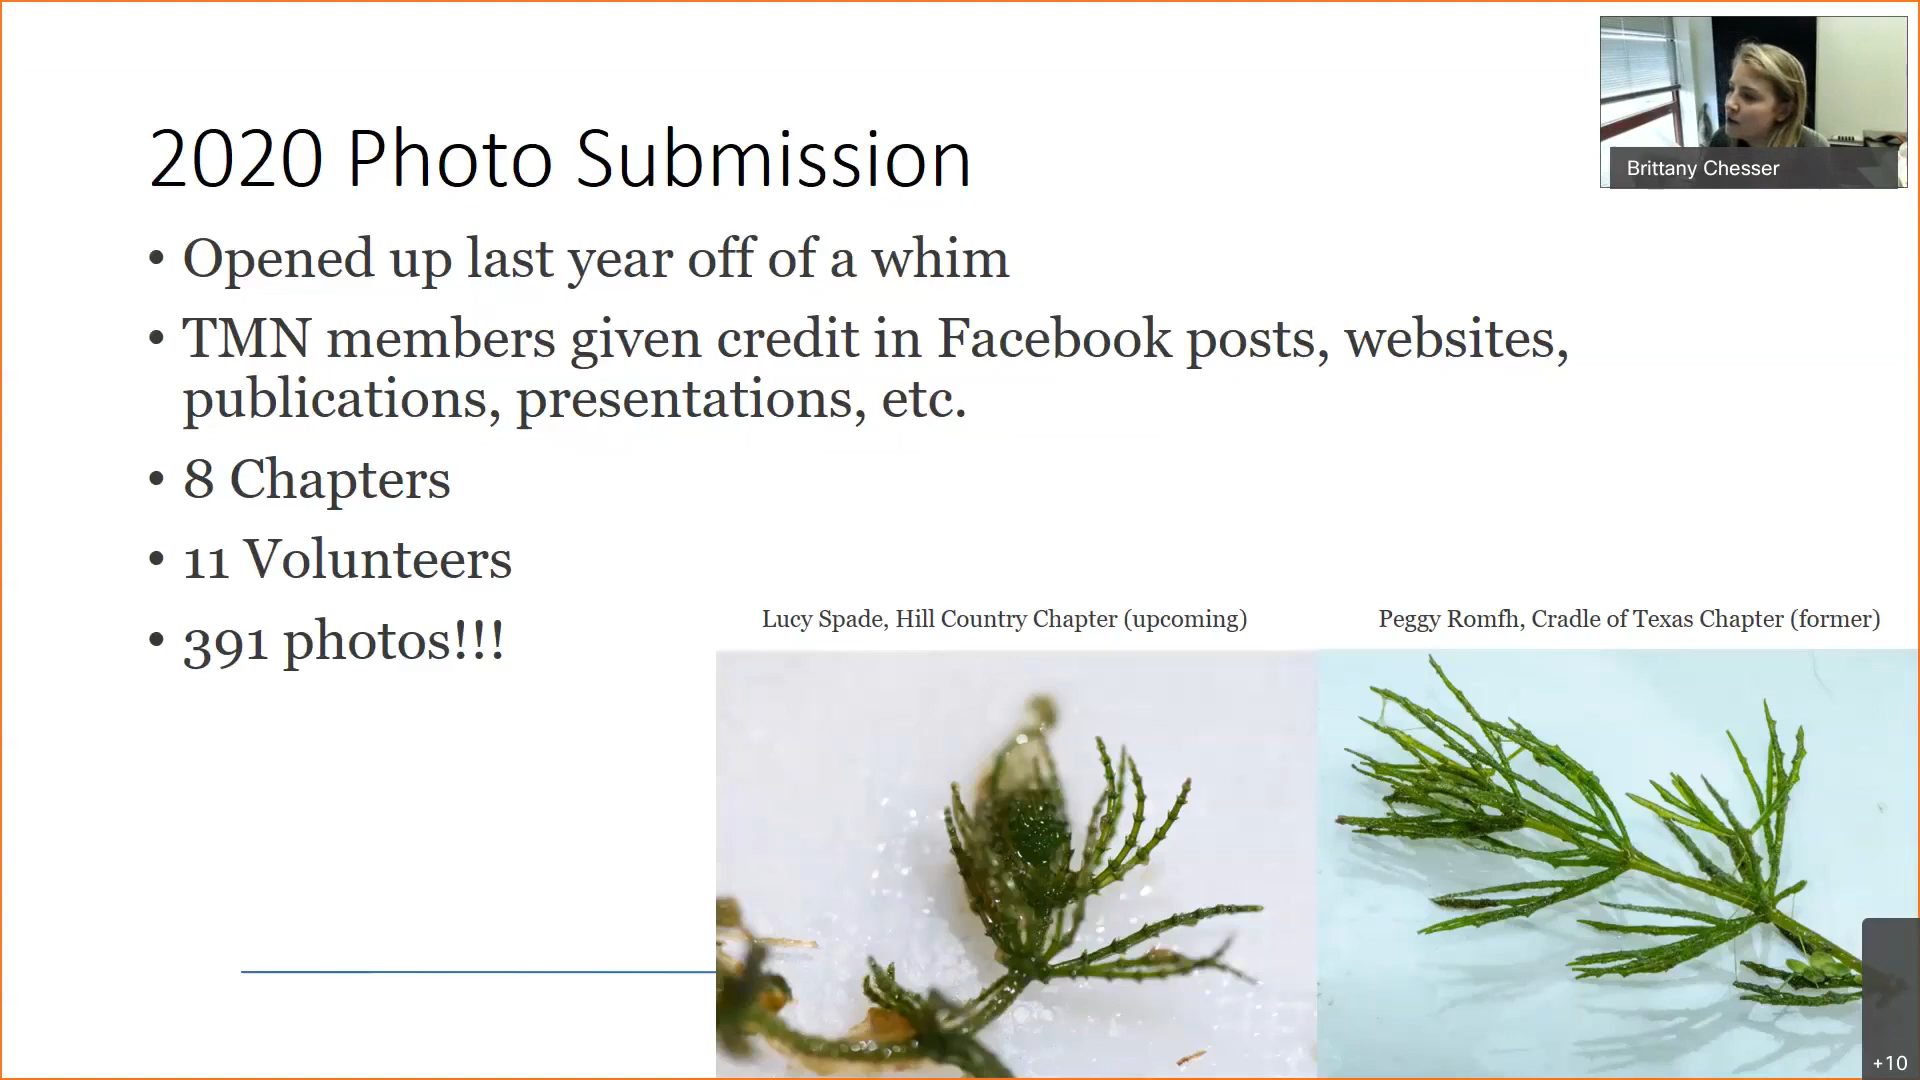 2020 Photo Submission
• Opened up last year off of a whim
• TMN members given credit in Facebook posts, websites,
publications, presentations, etc.
• 8 Chapters
• 11 Volunteers
• 391 photos!!!
Lucy Spade, Hill Country Chapter (upcoming)
Peggy Romfh, Cradle of Texas Chapter (former)
Brittany Chesser
+10